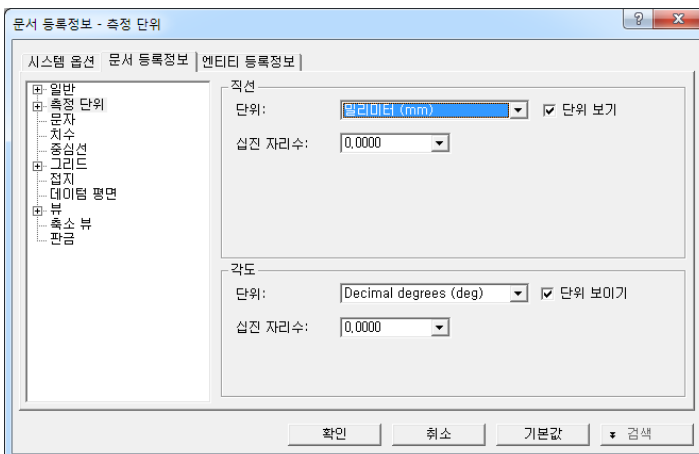 문서 등록정보 - 측정 단위
?
X
시스템 옵션
문서 등록정보
엔티티 등록정보
일반
측정 단위
문자
치수
중심선
그리드
접지
데이텀 평면
뷰
축소 뷰
판금
직선
단위: 밀리미터 (mm) 단위 보기
십진 자리수: 0,0000
각도
단위: Decimal degrees (deg) 단위 보이기
십진 자리수: 0,0000
확인
취소
기본값
검색